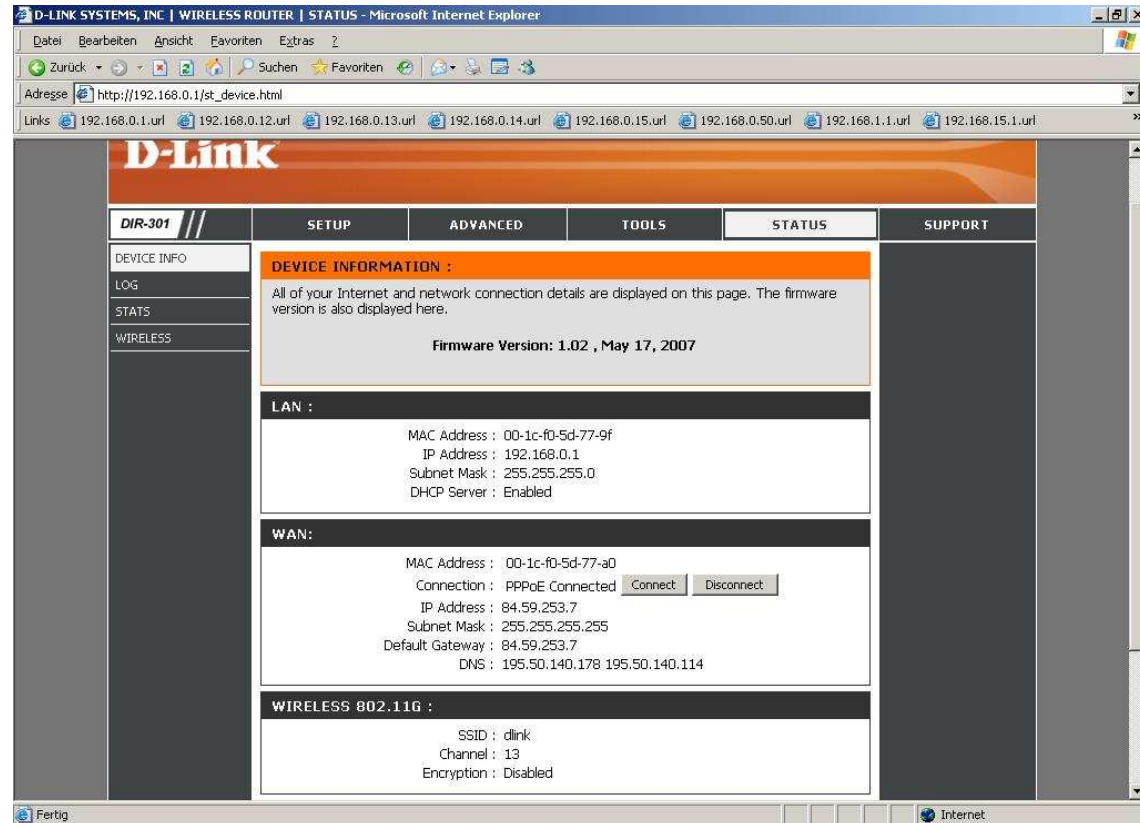 D-LINK SYSTEMS, INC | WIRELESS ROUTER | STATUS - Microsoft Internet Explorer
Datei Bearbeiten Ansicht Favoriten Extras ?
Zurück Suchen Favoriten
Adresse http://192.168.0.1/st_device.html
Links 192.168.0.1.url 192.168.0.12.url 192.168.0.13.url 192.168.0.14.url 192.168.0.15.url 192.168.0.50.url 192.168.1.1.url 192.168.15.1.url »
D-Link
DIR-301 SETUP ADVANCED TOOLS STATUS SUPPORT
DEVICE INFO
LOG
STATS
WIRELESS
DEVICE INFORMATION :
All of your Internet and network connection details are displayed on this page. The firmware
version is also displayed here.
Firmware Version: 1.02 , May 17, 2007
LAN :
MAC Address : 00-1c-f0-5d-77-9f
IP Address : 192.168.0.1
Subnet Mask : 255.255.255.0
DHCP Server : Enabled
WAN:
MAC Address : 00-1c-f0-5d-77-a0
Connection : PPPoE Connected Connect Disconnect
IP Address : 84.59.253.7
Subnet Mask : 255.255.255.255
Default Gateway : 84.59.253.7
DNS : 195.50.140.178 195.50.140.114
WIRELESS 802.11G :
SSID : dlink
Channel : 13
Encryption : Disabled
Fertig Internet